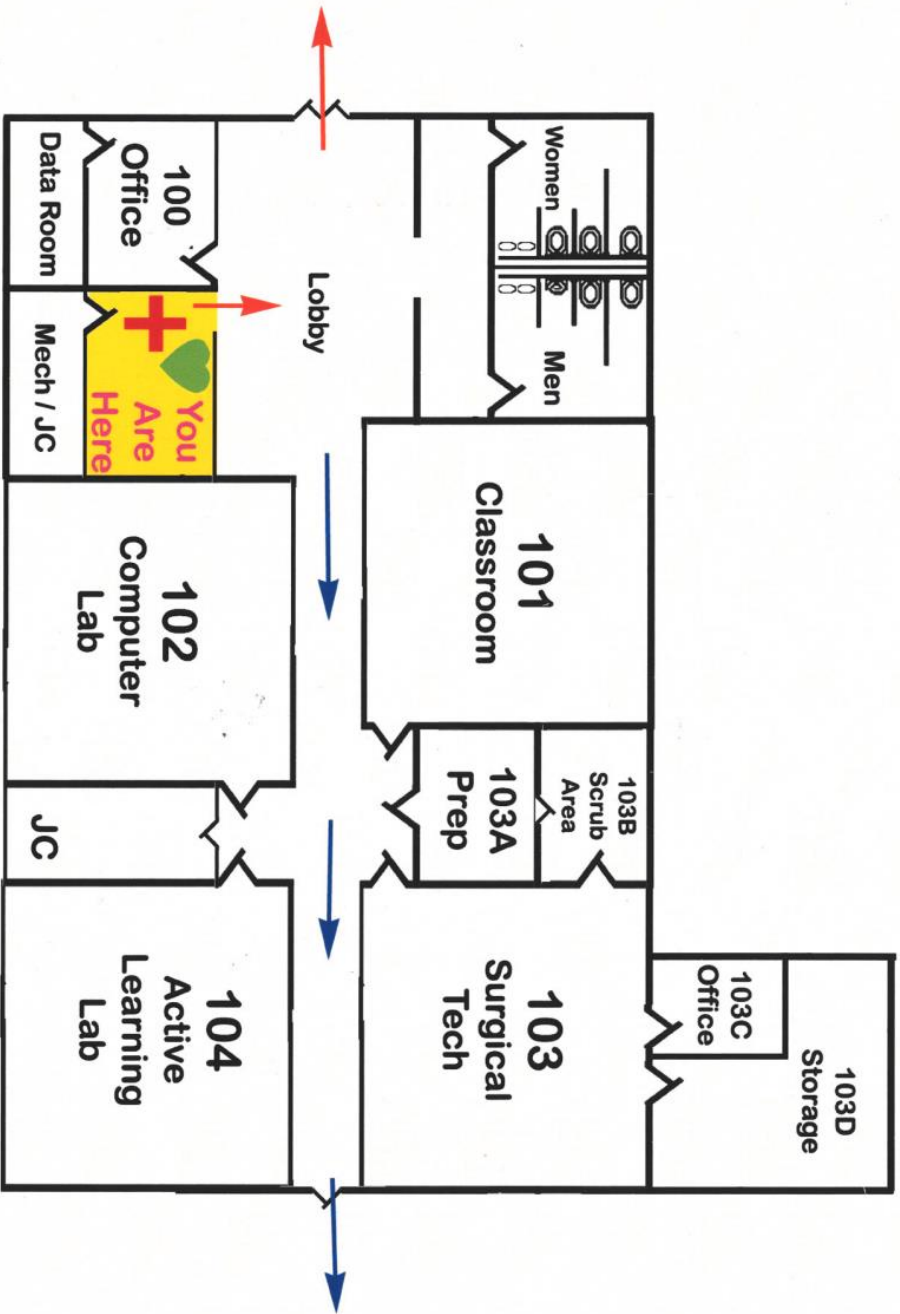 Women
Men
Lobby
100
Office
Data Room
Mech / JC
You
Are
Here
101
Classroom
102
Computer
Lab
103A
Prep
103B
Scrub
Area
JC
103
Surgical
Tech
104
Active
Learning
Lab
103C
Office
103D
Storage